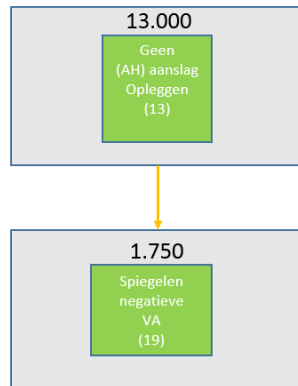 13.000
Geen
(AH) aanslag
Opleggen
(13)
1.750
Spiegelen
negatieve
VA
(19)